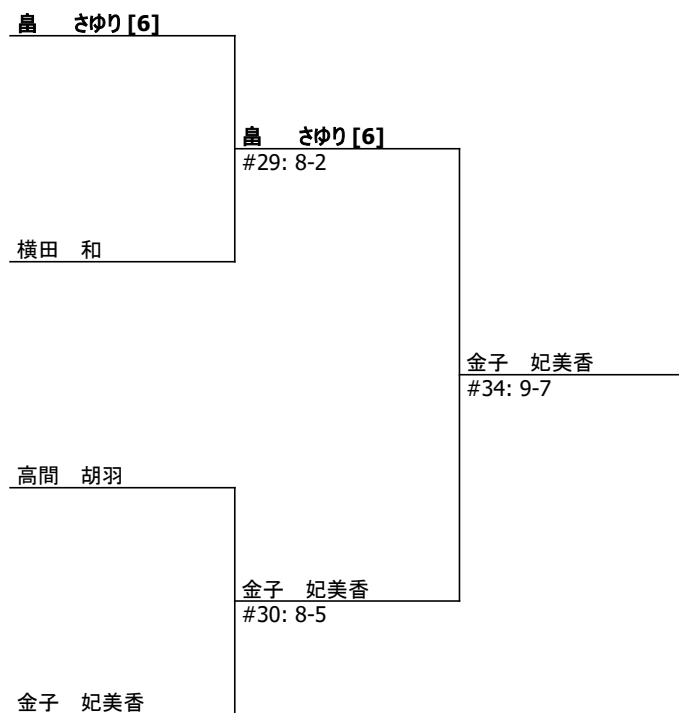 畠　さゆり [6]
畠　さゆり [6]
#29: 8-2
横田　和
金子　妃美香
#34: 9-7
高間　胡羽
金子　妃美香
#30: 8-5
金子　妃美香